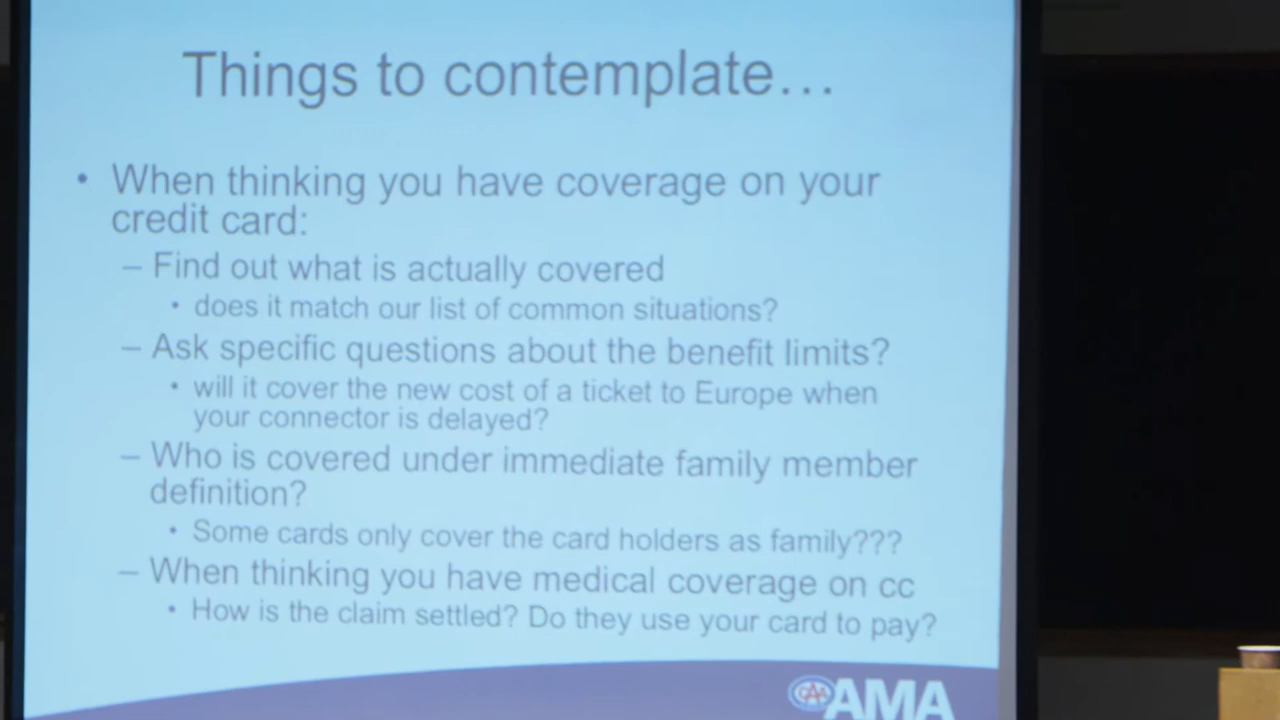 Things to contemplate...
• When thinking you have coverage on your
credit card:
– Find out what is actually covered
• does it match our list of common situations?
– Ask specific questions about the benefit limits?
• will it cover the new cost of a ticket to Europe when
your connector is delayed?
– Who is covered under immediate family member
definition?
• Some cards only cover the card holders as family???
– When thinking you have medical coverage on cc
• How is the claim settled? Do they use your card to pay?
CAA AMA